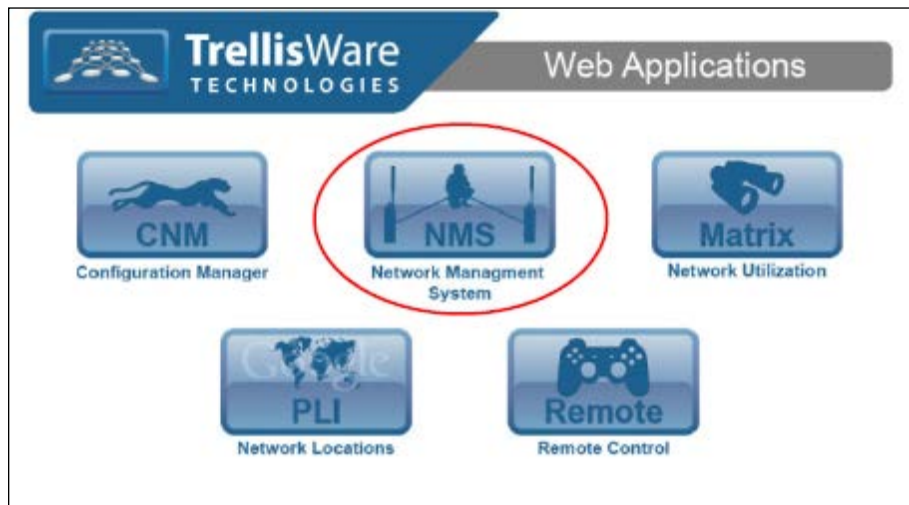 TrellisWare
TECHNOLOGIES
Web Applications
CNM
Configuration Manager
NMS
Network Managment
System
Matrix
Network Utilization
Google
PLI
Network Locations
Remote
Remote Control